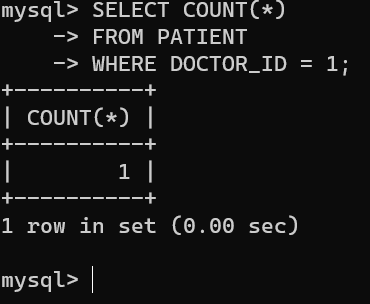 mysql> SELECT COUNT(*)
    -> FROM PATIENT
    -> WHERE DOCTOR_ID = 1;
+----------+
| COUNT(*) |
+----------+
|        1 |
+----------+
1 row in set (0.00 sec)

mysql>